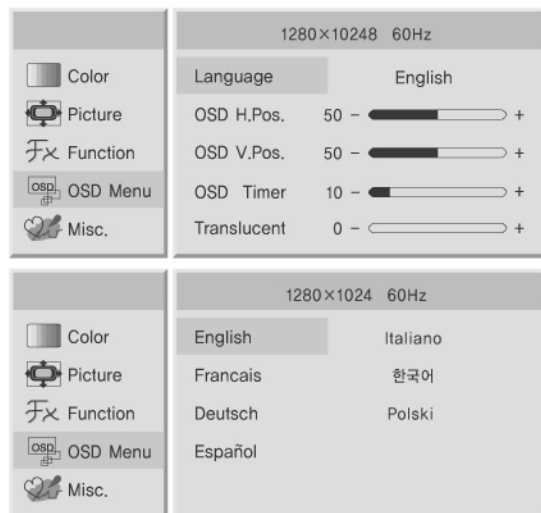 1280×10248 60Hz
Color
Picture
Function
OSD Menu
Misc.
Language English
OSD H.Pos. 50 - +
OSD V.Pos. 50 - +
OSD Timer 10 - +
Translucent 0 - +
1280×1024 60Hz
Color
Picture
Function
OSD Menu
Misc.
English Italiano
Francais 한국어
Deutsch Polski
Español